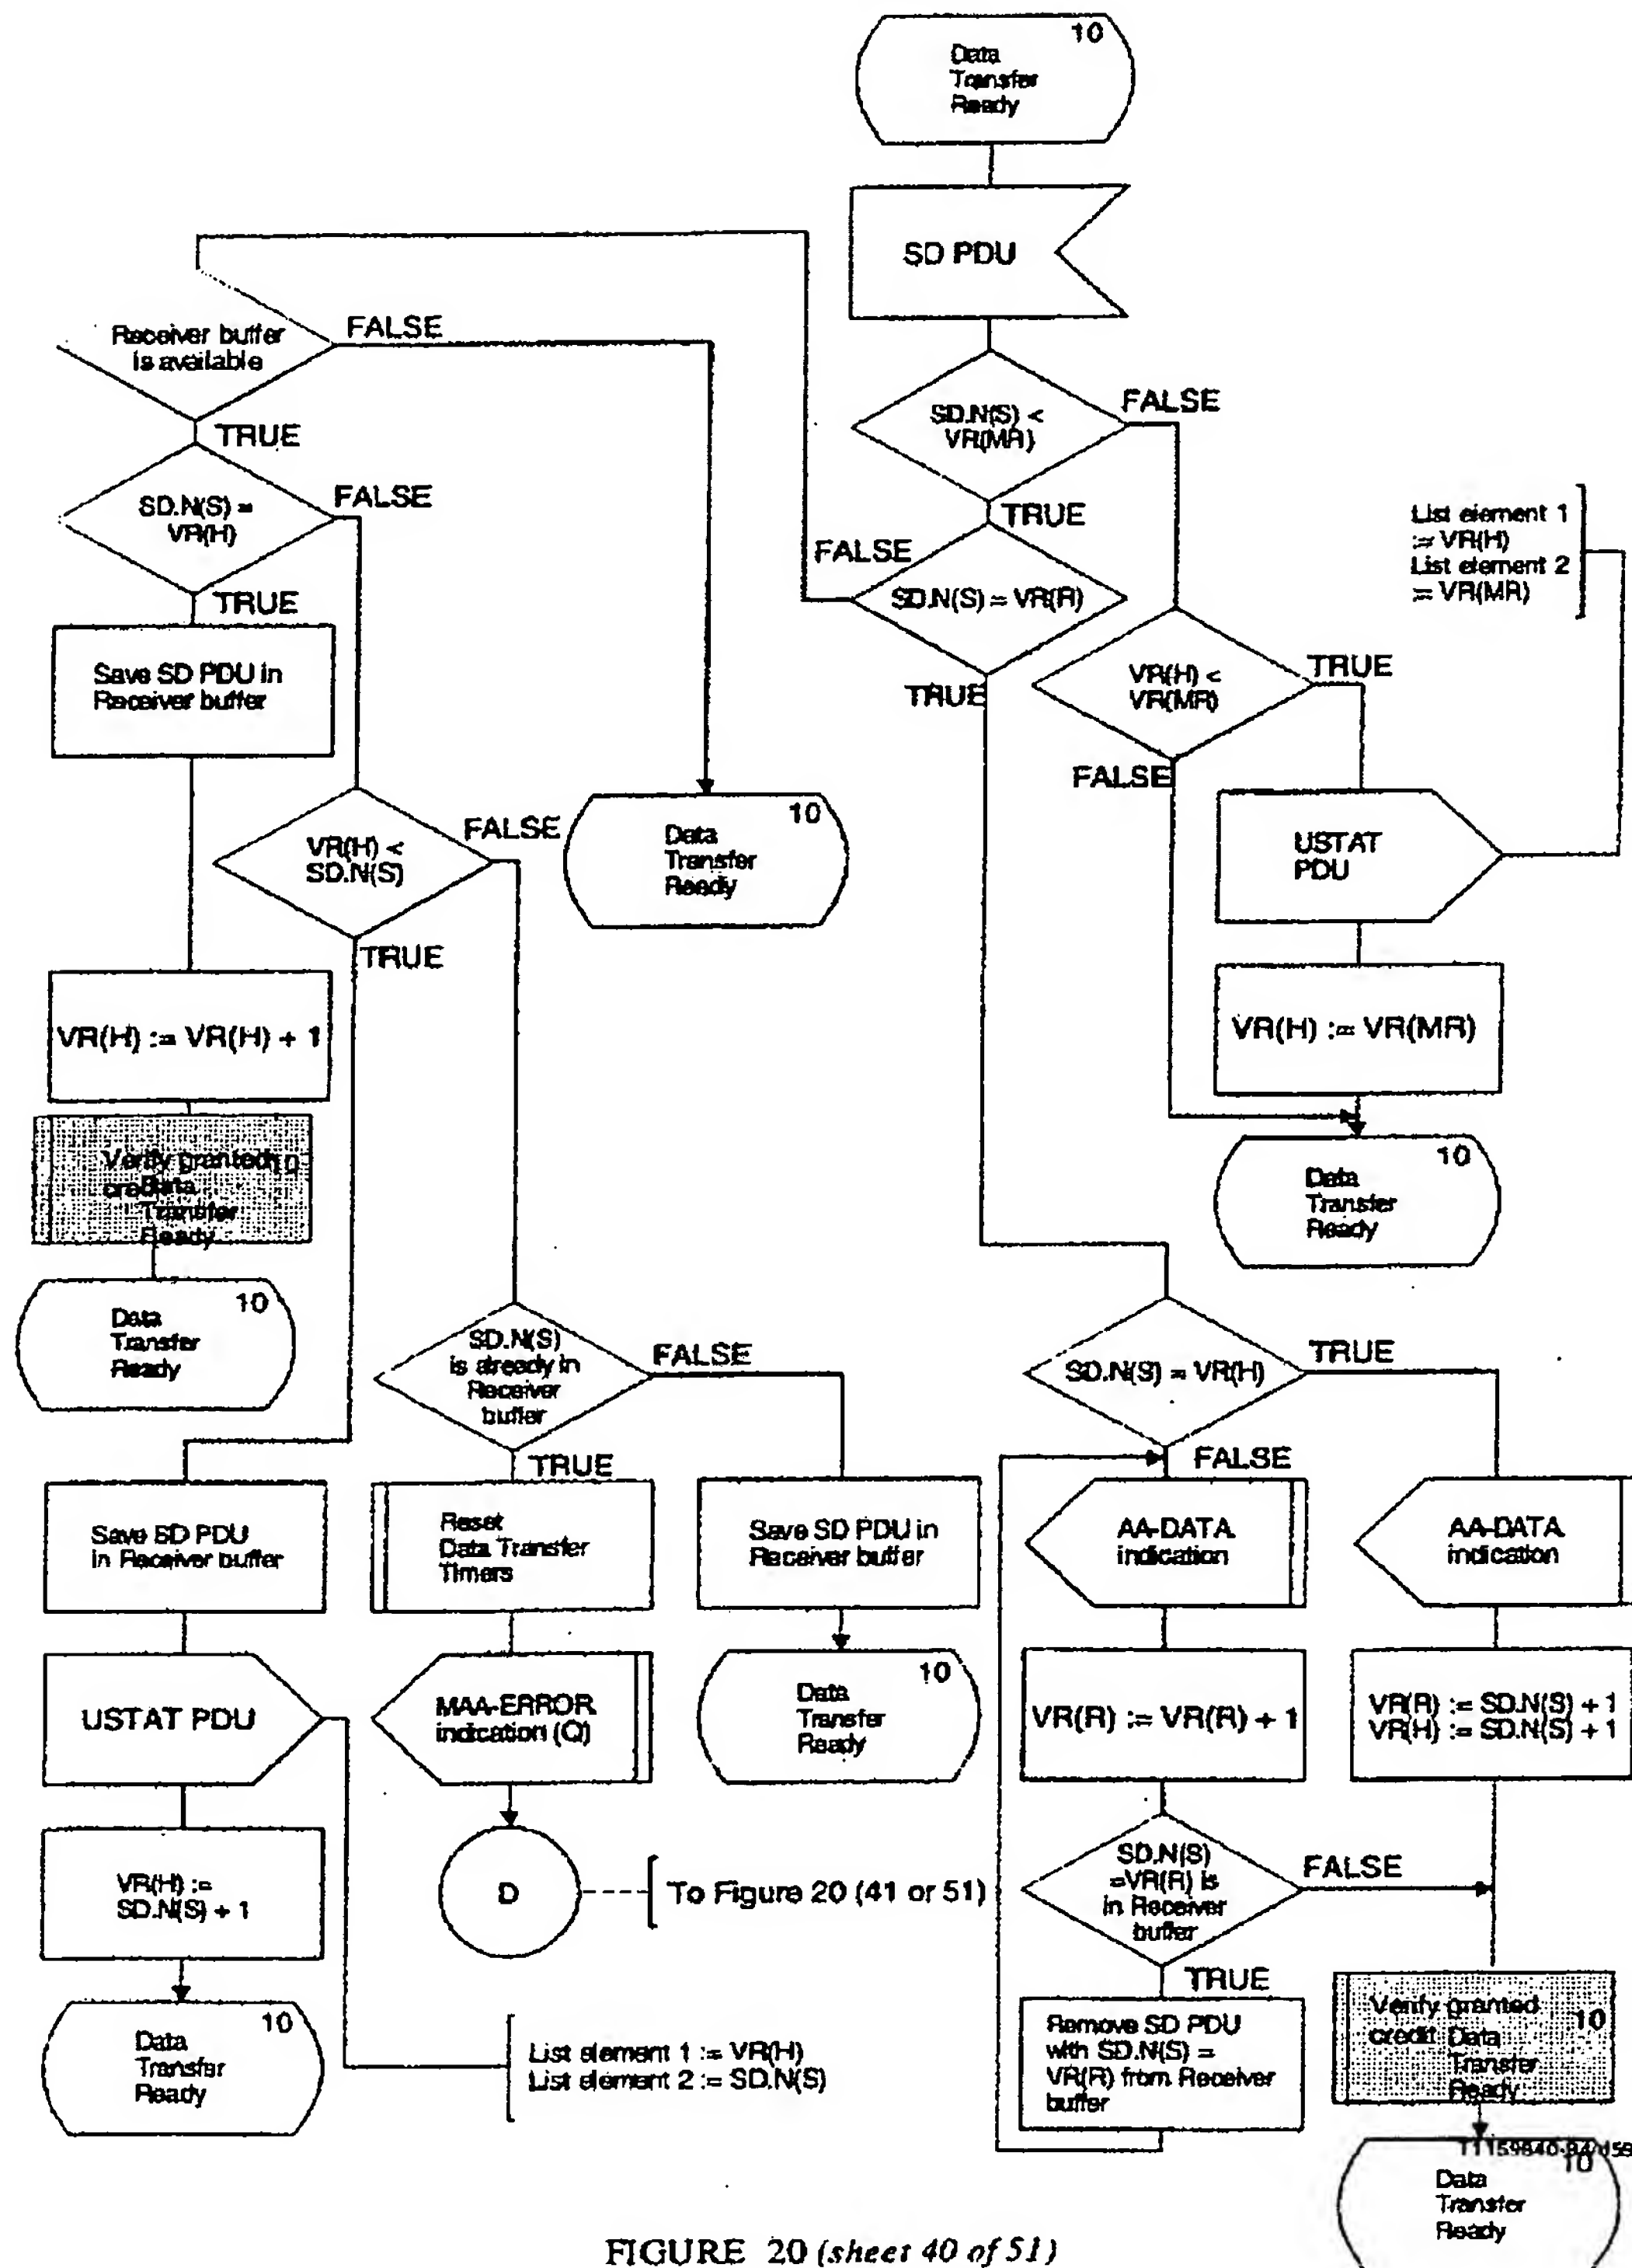 10
Data
Transfer
Ready
SD PDU
Receiver buffer
is available
FALSE
TRUE
SD.N(S) <
VR(MR)
FALSE
TRUE
SD.N(S) =
VR(H)
FALSE
TRUE
SD.N(S) = VR(R)
FALSE
TRUE
List element 1
:= VR(H)
List element 2
:= VR(MR)
Save SD PDU in
Receiver buffer
VR(H) <
VR(MR)
TRUE
FALSE
VR(H) <
SD.N(S)
FALSE
TRUE
10
Data
Transfer
Ready
USTAT
PDU
VR(H) := VR(H) + 1
VR(H) := VR(MR)
Verify granted
Data
Transfer
Ready
10
Data
Transfer
Ready
10
Data
Transfer
Ready
SD.N(S)
is already in
Receiver
buffer
FALSE
TRUE
SD.N(S) = VR(H)
TRUE
FALSE
Save SD PDU
in Receiver buffer
Reset
Data Transfer
Timers
Save SD PDU in
Receiver buffer
AA-DATA
indication
AA-DATA
indication
USTAT PDU
MAA-ERROR
indication (Q)
10
Data
Transfer
Ready
VR(R) := VR(R) + 1
VR(R) := SD.N(S) + 1
VR(H) := SD.N(S) + 1
VR(H) :=
SD.N(S) + 1
D
To Figure 20 (41 or 51)
SD.N(S)
=VR(R) is
in Receiver
buffer
FALSE
TRUE
10
Data
Transfer
Ready
List element 1 := VR(H)
List element 2 := SD.N(S)
Remove SD PDU
with SD.N(S) =
VR(R) from Receiver
buffer
Verify granted
credit
10
Data
Transfer
Ready
10
Data
Transfer
Ready
FIGURE 20 (sheet 40 of 51)